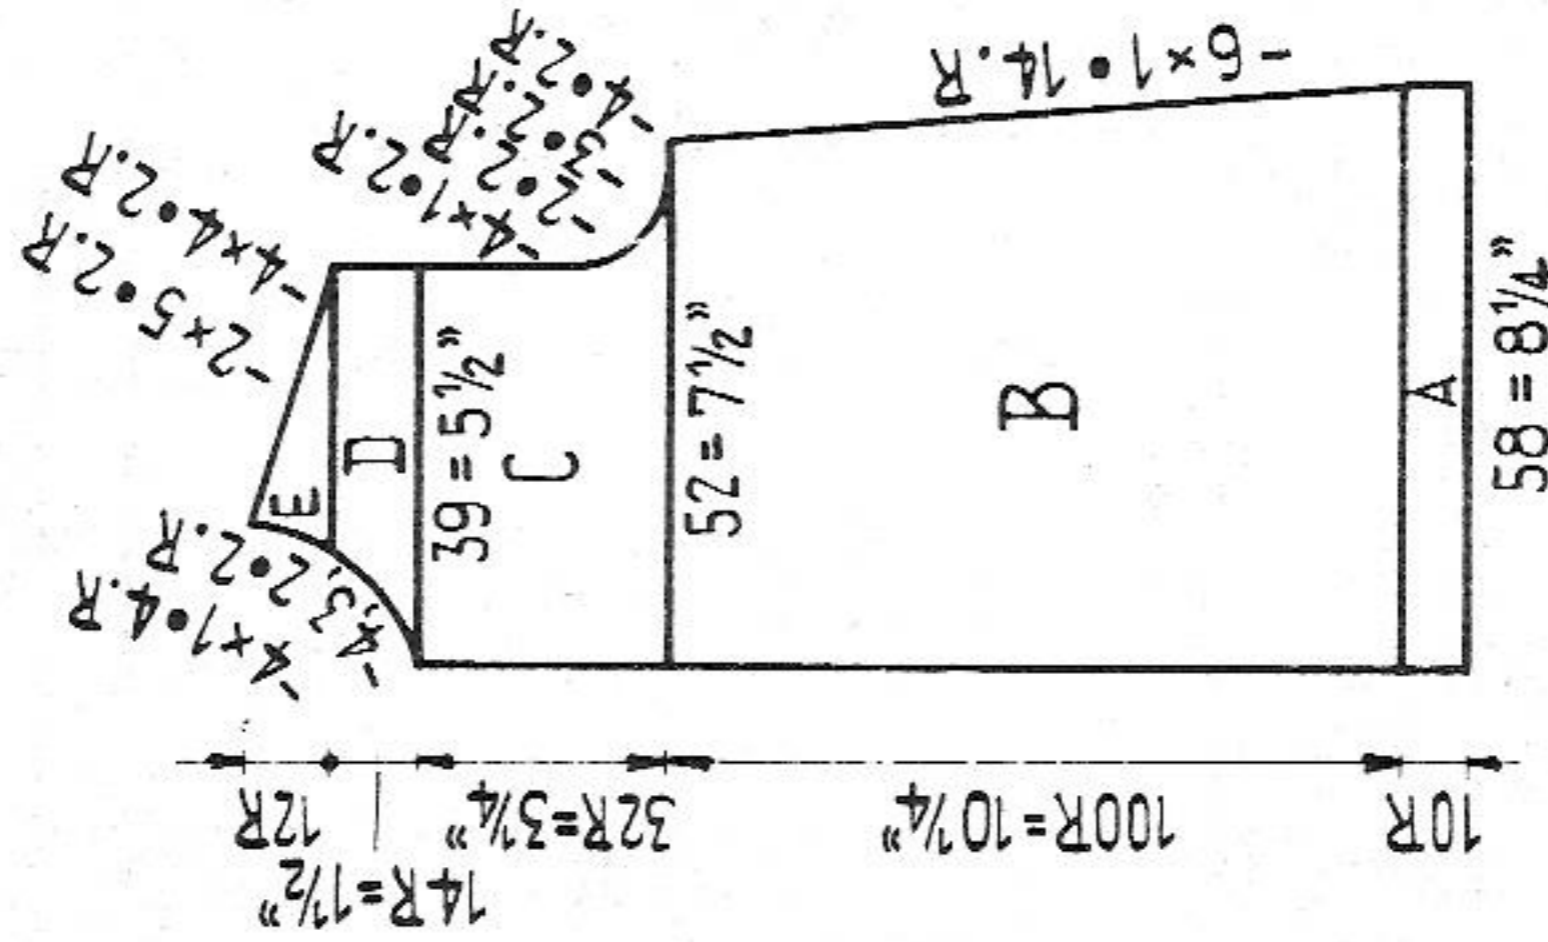 -4•2.R
-3•2.R
-2•2.R
-4×1•2.R
-6×1•14.R
-4×4•2.R
-2×5•2.R
-4×1•4.R
-4,3,2•2.R
E
D
39 = 5½"
C
52 = 7½"
B
A
58 = 8¼"
12R
14R=1½"
32R=3¼"
100R=10¼"
10R